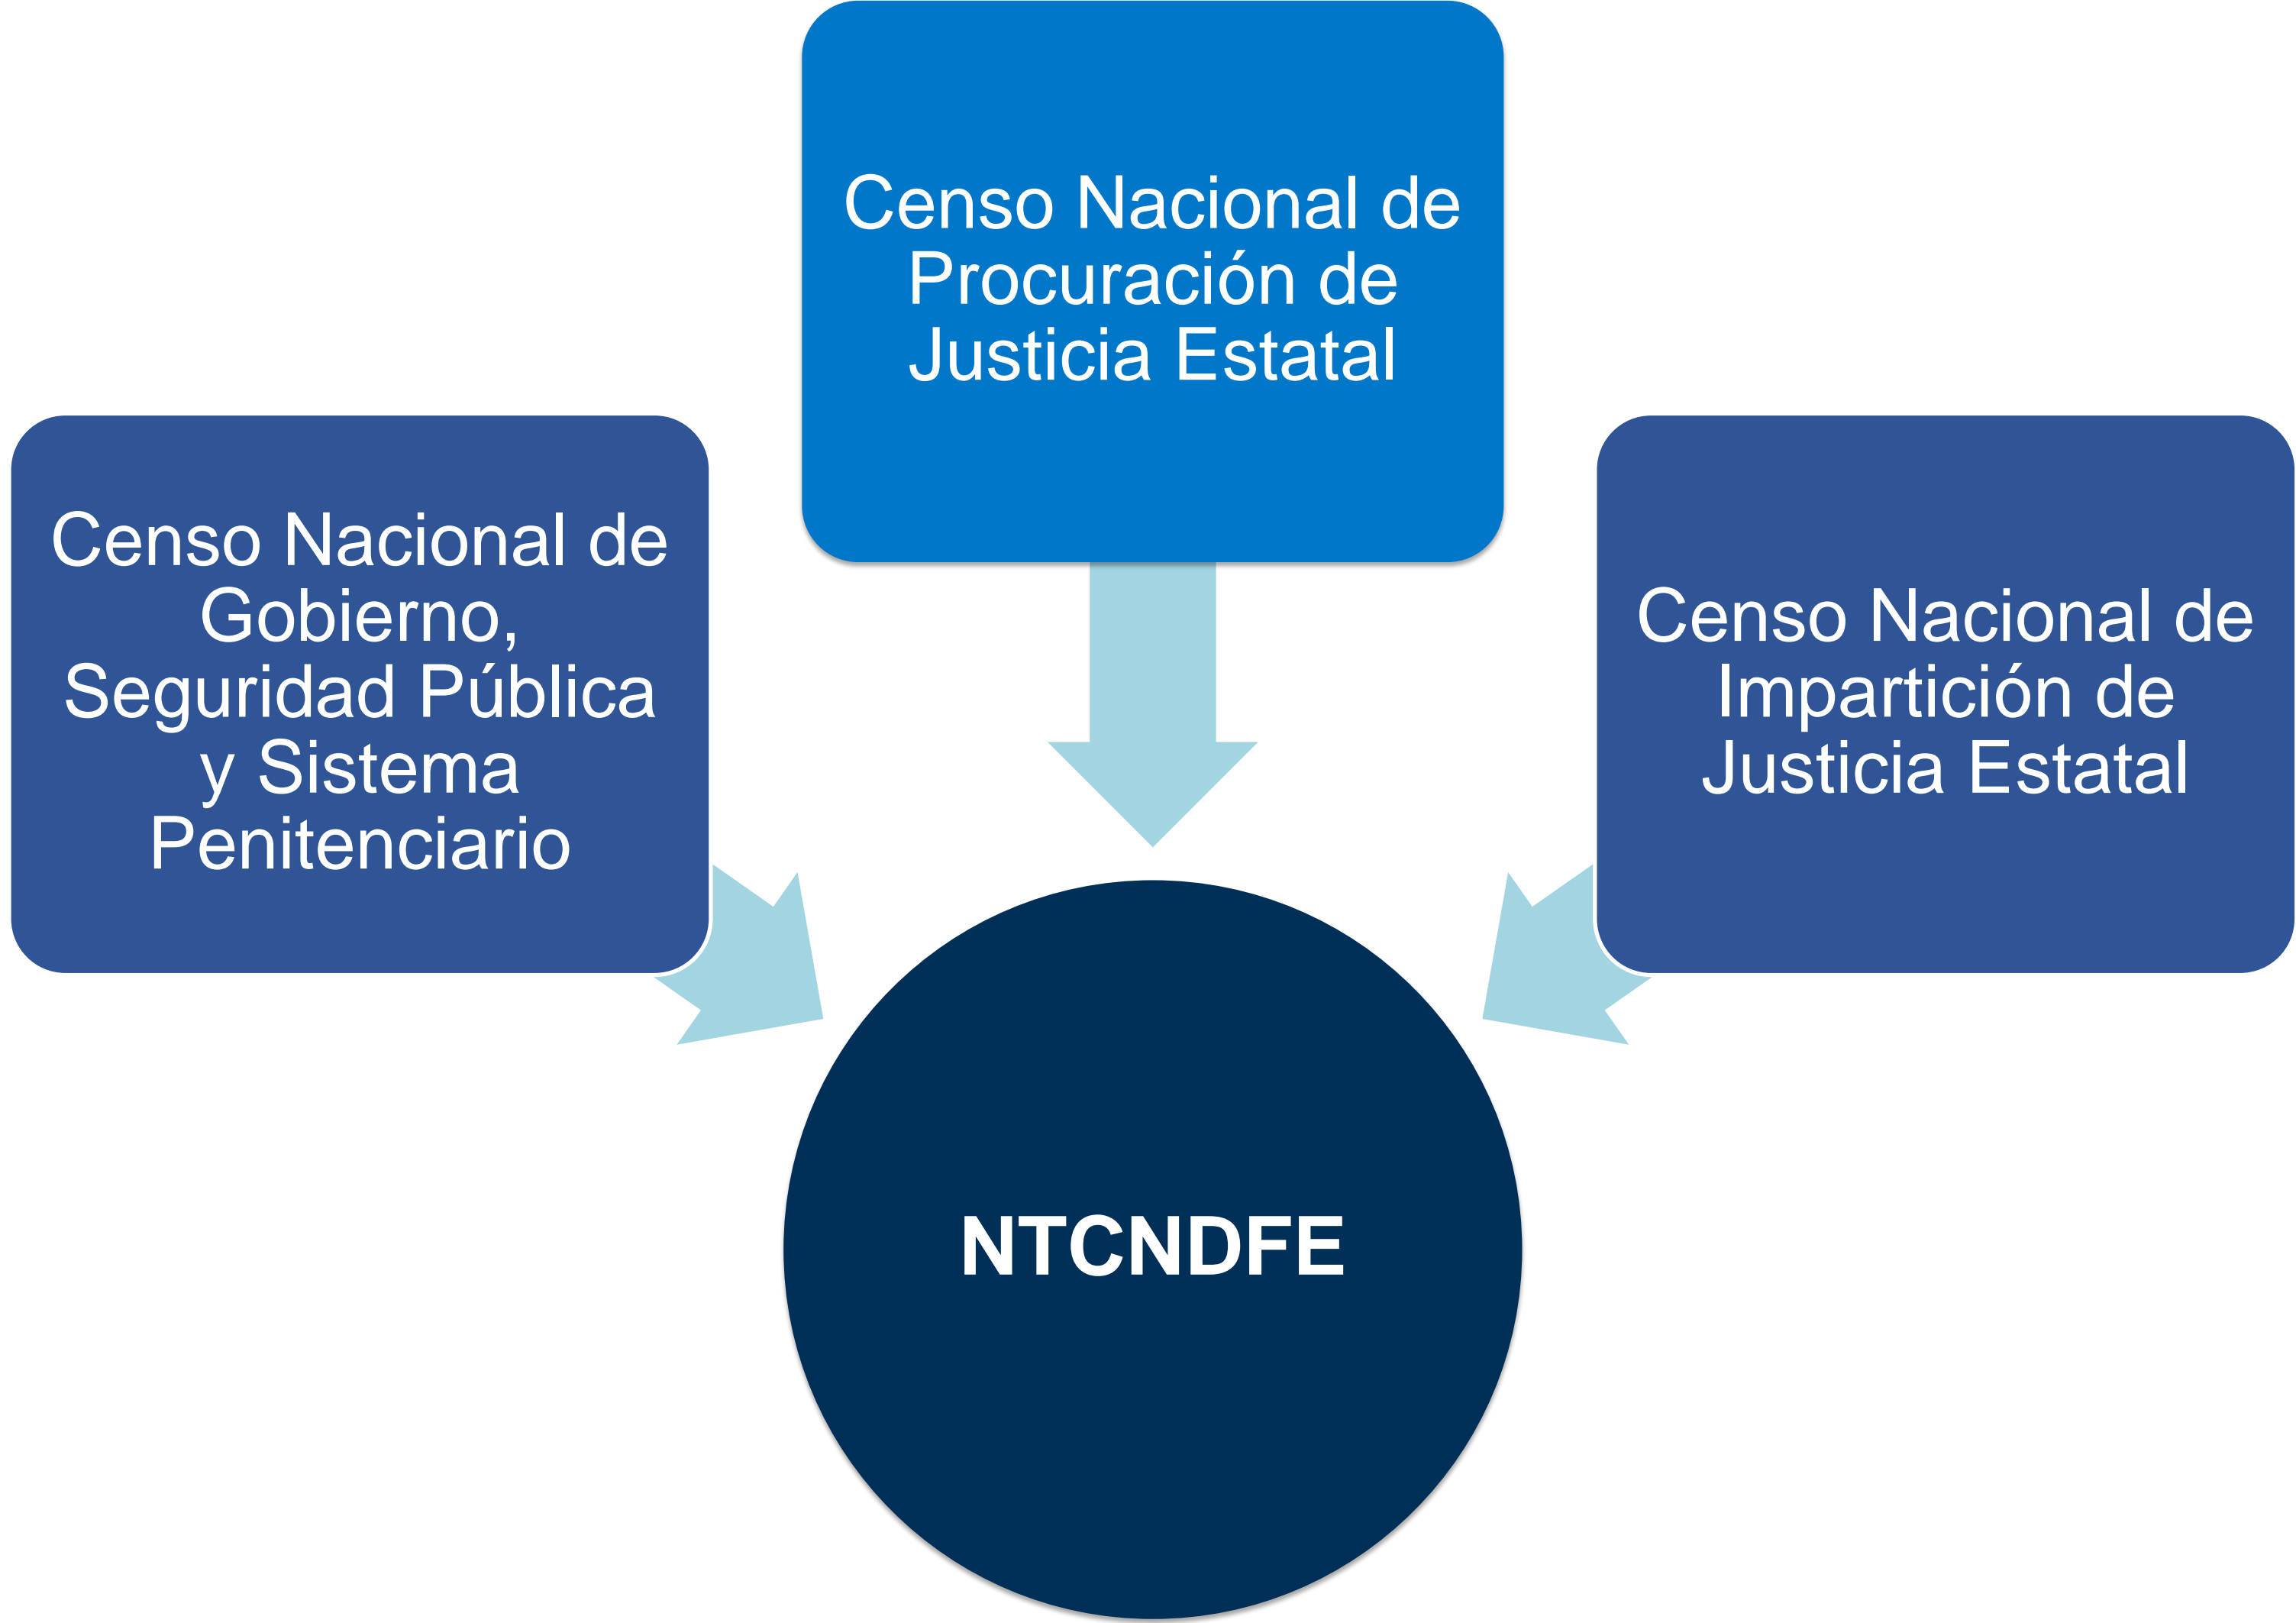 Censo Nacional de
Procuración de
Justicia Estatal
Censo Nacional de
Gobierno,
Seguridad Pública
y Sistema
Penitenciario
Censo Nacional de
Impartición de
Justicia Estatal
NTCNDFE